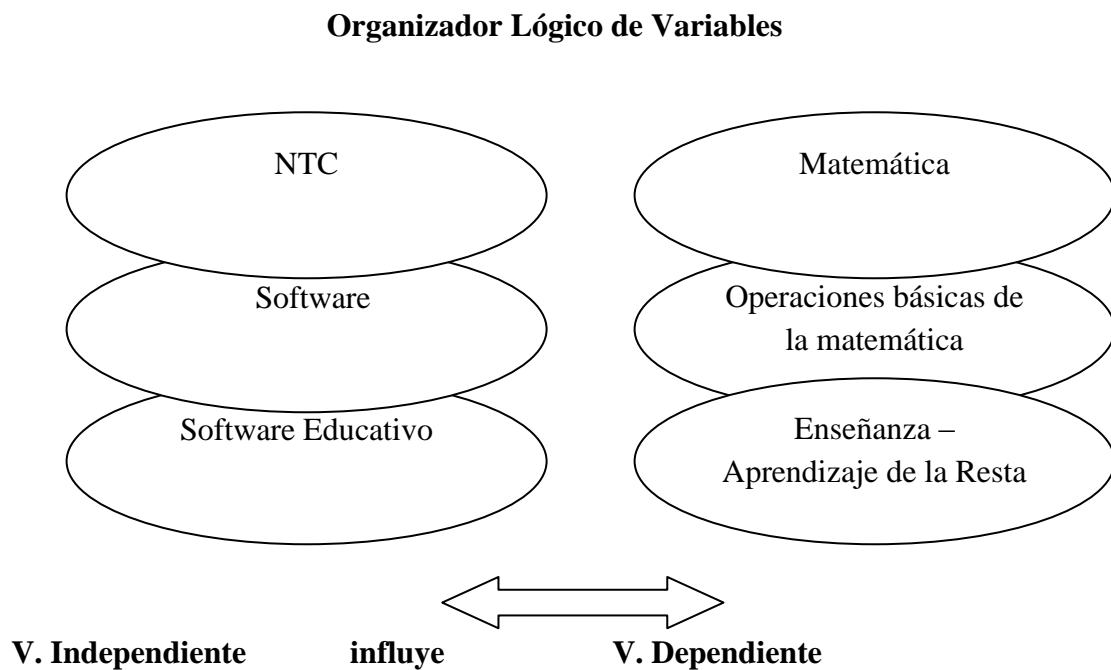 Organizador Lógico de Variables
NTC
Software
Software Educativo
Matemática
Operaciones básicas de
la matemática
Enseñanza –
Aprendizaje de la Resta
V. Independiente influye V. Dependiente